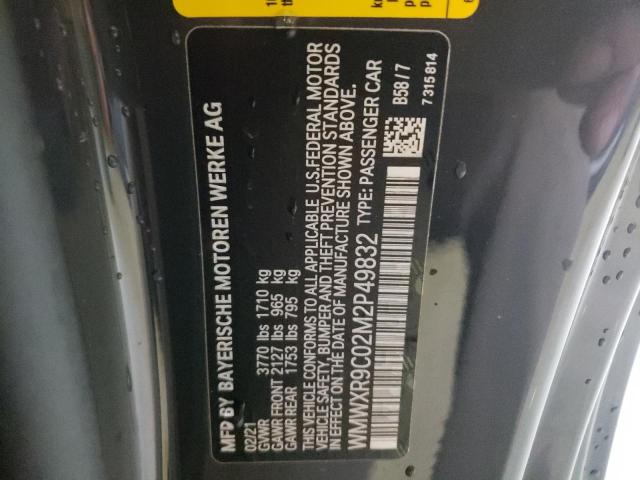 MFD BY BAYERISCHE MOTOREN WERKE AG
02/21
GVWR 3770 lbs 1710 kg
GAWR FRONT 2127 lbs 965 kg
GAWR REAR 1753 lbs 795 kg
THIS VEHICLE CONFORMS TO ALL APPLICABLE U.S. FEDERAL MOTOR
VEHICLE SAFETY, BUMPER AND THEFT PREVENTION STANDARDS
IN EFFECT ON THE DATE OF MANUFACTURE SHOWN ABOVE.
WMWXR9C02M2P49832 TYPE: PASSENGER CAR
B58/7
7 315 814